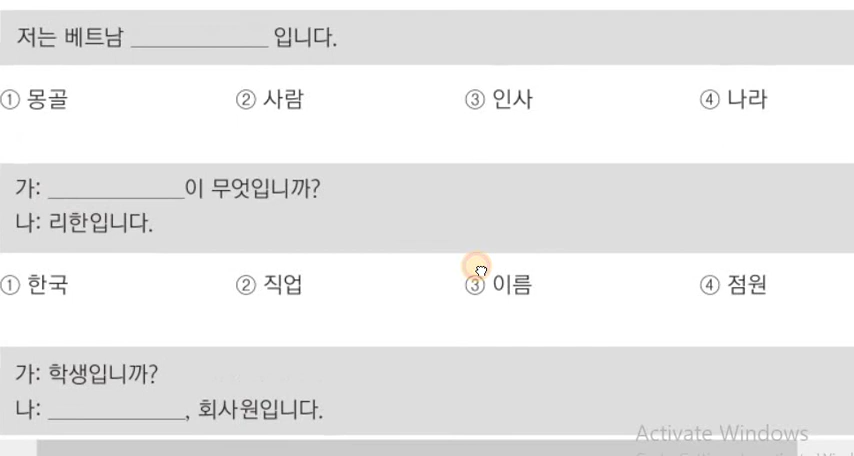 저는 베트남 ____________ 입니다.
① 몽골 ② 사람 ③ 인사 ④ 나라
가: ____________이 무엇입니까?
나: 리한입니다.
① 한국 ② 직업 ③ 이름 ④ 점원
가: 학생입니까?
나: ____________, 회사원입니다.
Activate Windows